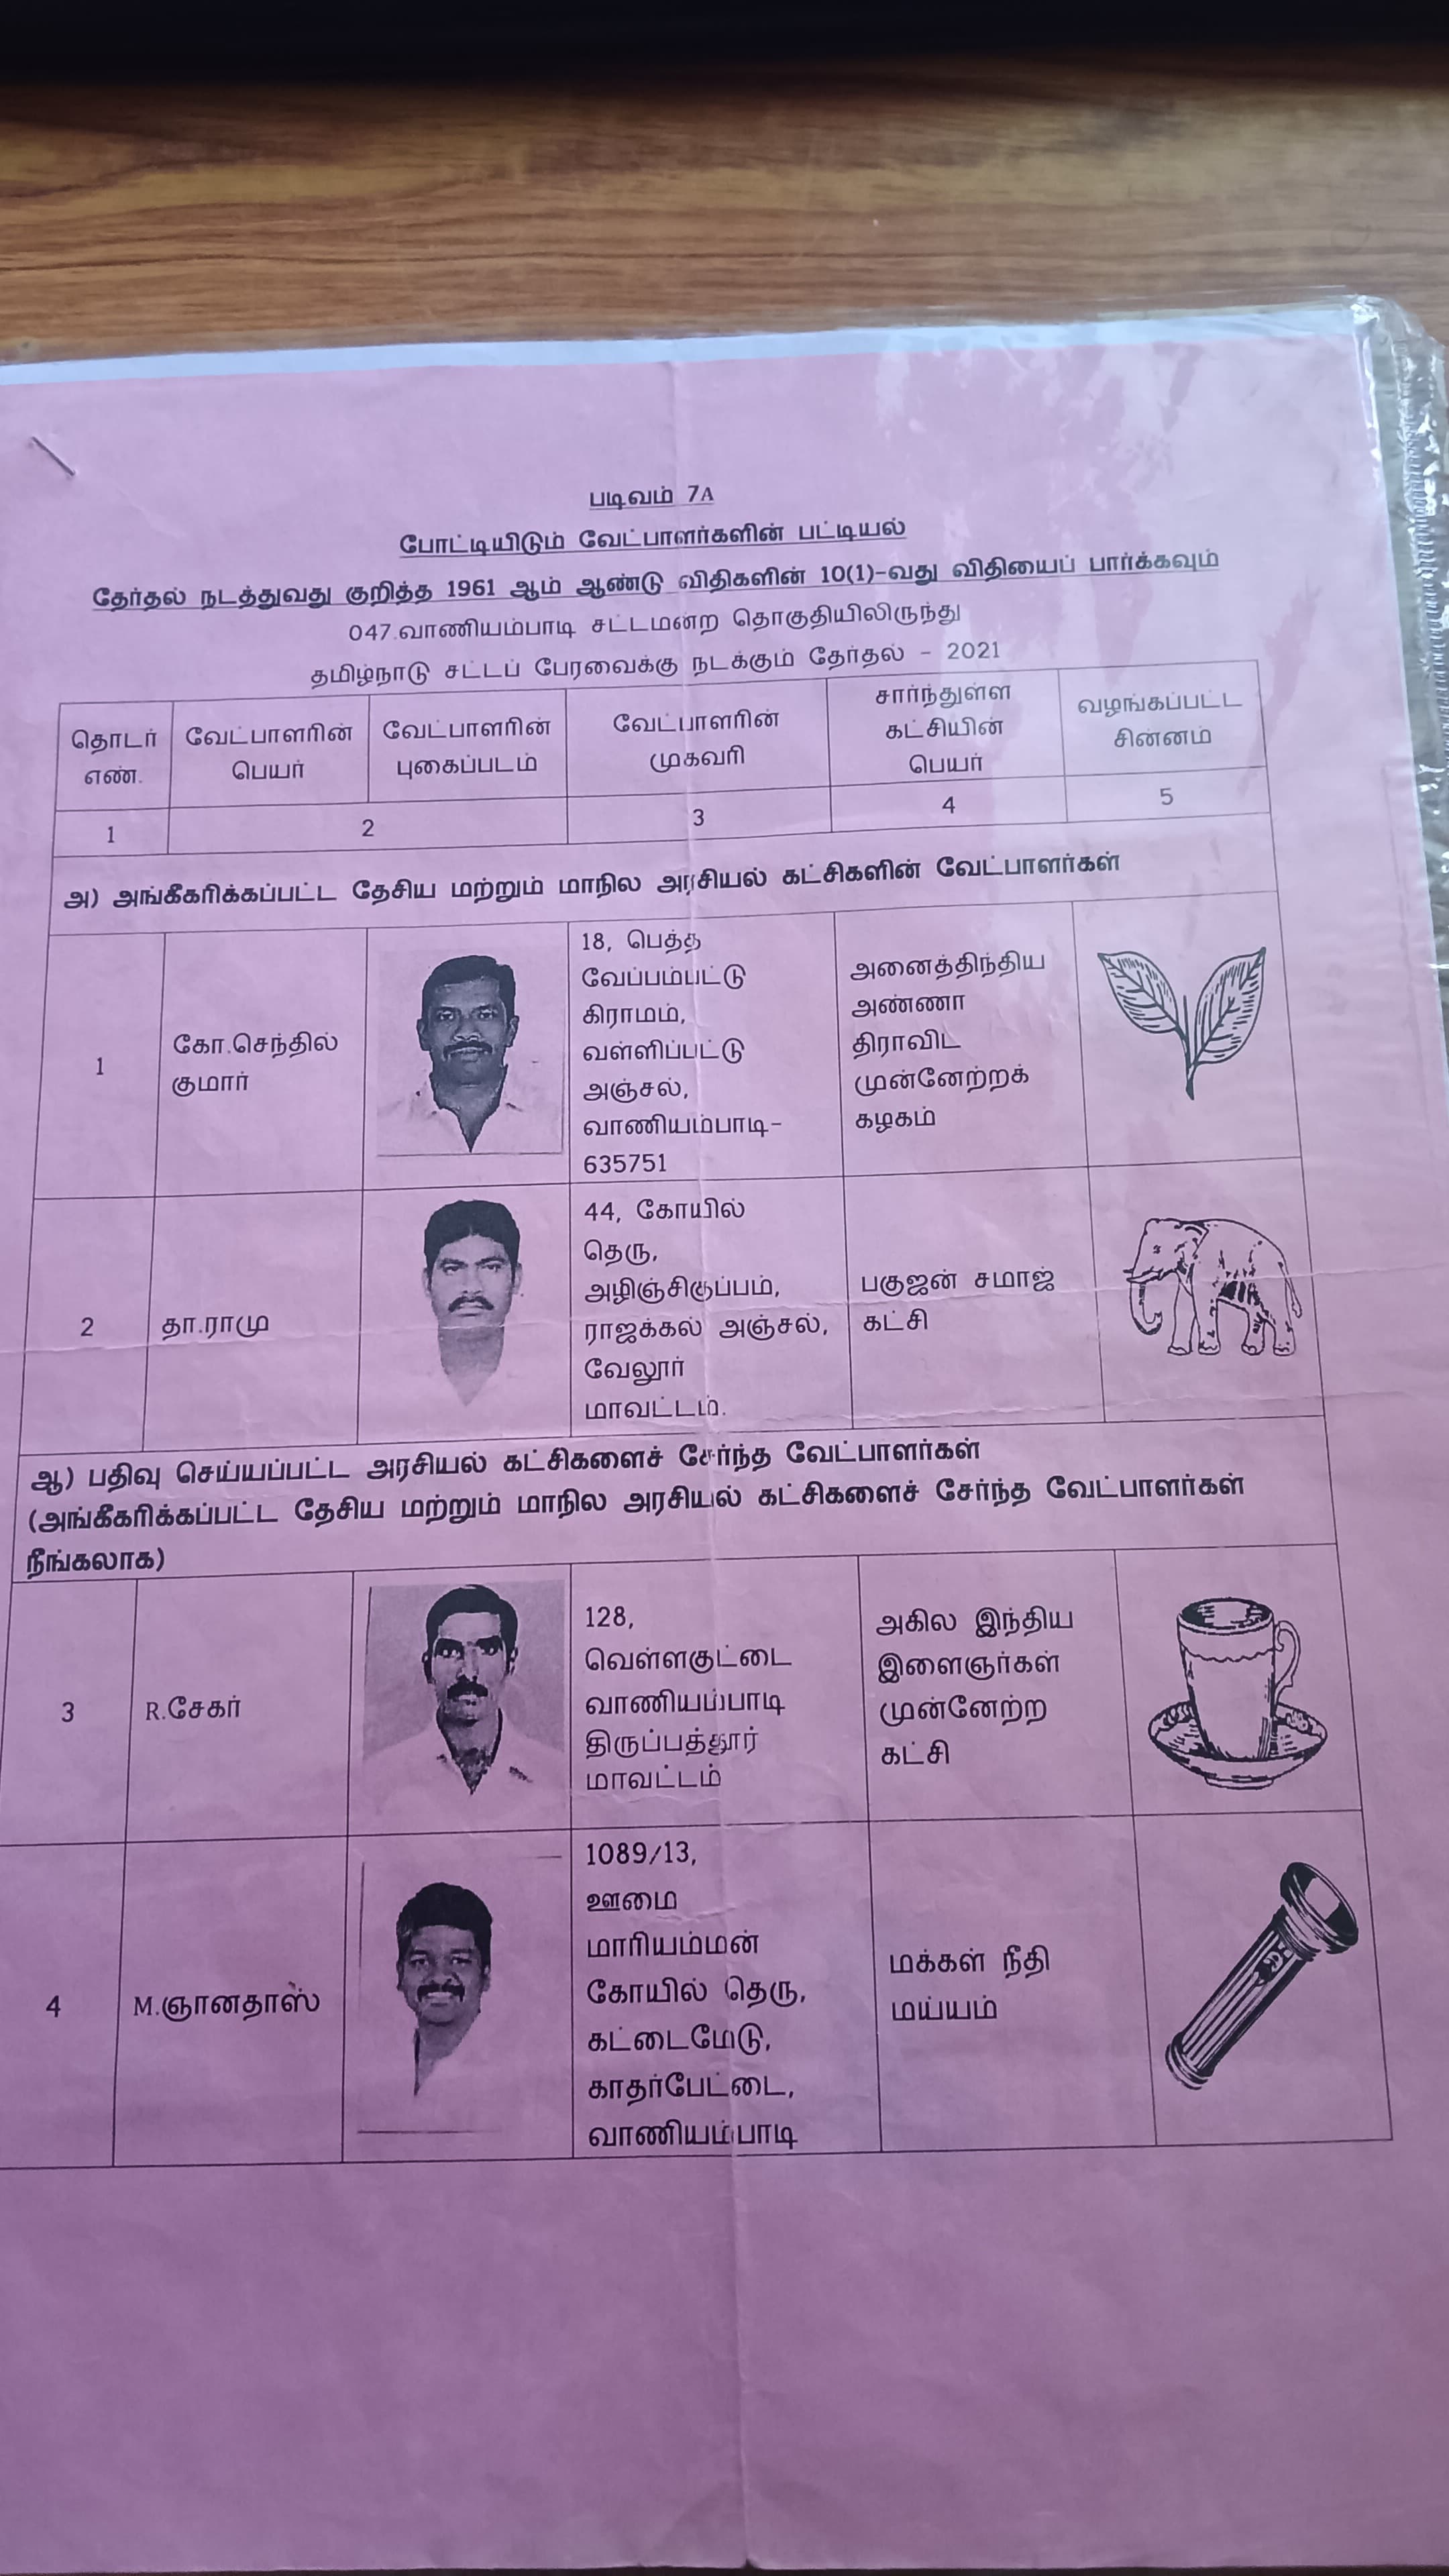 படிவம் 7A
போட்டியிடும் வேட்பாளர்களின் பட்டியல்
தேர்தல் நடத்துவது குறித்த 1961 ஆம் ஆண்டு விதிகளின் 10(1)-வது விதியைப் பார்க்கவும்
047.வாணியம்பாடி சட்டமன்ற தொகுதியிலிருந்து
தமிழ்நாடு சட்டப் பேரவைக்கு நடக்கும் தேர்தல் - 2021
தொடர்
எண்.
வேட்பாளரின்
பெயர்
வேட்பாளரின்
புகைப்படம்
வேட்பாளரின்
முகவரி
சார்ந்துள்ள
கட்சியின்
பெயர்
வழங்கப்பட்ட
சின்னம்
1
2
3
4
5
அ) அங்கீகரிக்கப்பட்ட தேசிய மற்றும் மாநில அரசியல் கட்சிகளின் வேட்பாளர்கள்
1
கோ.செந்தில்
குமார்
18, பெத்த
வேப்பம்பட்டு
கிராமம்,
வள்ளிப்பட்டு
அஞ்சல்,
வாணியம்பாடி-
635751
அனைத்திந்திய
அண்ணா
திராவிட
முன்னேற்றக்
கழகம்
2
தா.ராமு
44, கோயில்
தெரு,
அழிஞ்சிகுப்பம்,
ராஜக்கல் அஞ்சல்,
வேலூர்
மாவட்டம்.
பகுஜன் சமாஜ்
கட்சி
ஆ) பதிவு செய்யப்பட்ட அரசியல் கட்சிகளைச் சேர்ந்த வேட்பாளர்கள்
(அங்கீகரிக்கப்பட்ட தேசிய மற்றும் மாநில அரசியல் கட்சிகளைச் சேர்ந்த வேட்பாளர்கள்
நீங்கலாக)
3
R.சேகர்
128,
வெள்ளகுட்டை
வாணியம்பாடி
திருப்பத்தூர்
மாவட்டம்
அகில இந்திய
இளைஞர்கள்
முன்னேற்ற
கட்சி
4
M.ஞானதாஸ்
1089/13,
ஊமை
மாரியம்மன்
கோயில் தெரு,
கட்டைமேடு,
காதர்பேட்டை,
வாணியம்பாடி
மக்கள் நீதி
மய்யம்